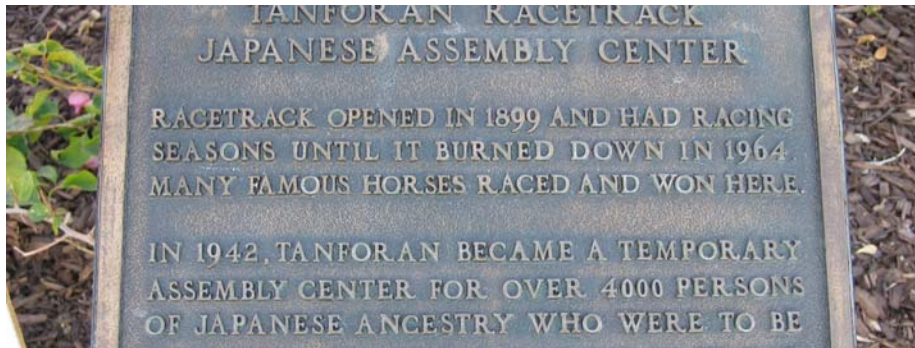 TANFORAN RACETRACK
JAPANESE ASSEMBLY CENTER
RACETRACK OPENED IN 1899 AND HAD RACING
SEASONS UNTIL IT BURNED DOWN IN 1964.
MANY FAMOUS HORSES RACED AND WON HERE.
IN 1942, TANFORAN BECAME A TEMPORARY
ASSEMBLY CENTER FOR OVER 4000 PERSONS
OF JAPANESE ANCESTRY WHO WERE TO BE